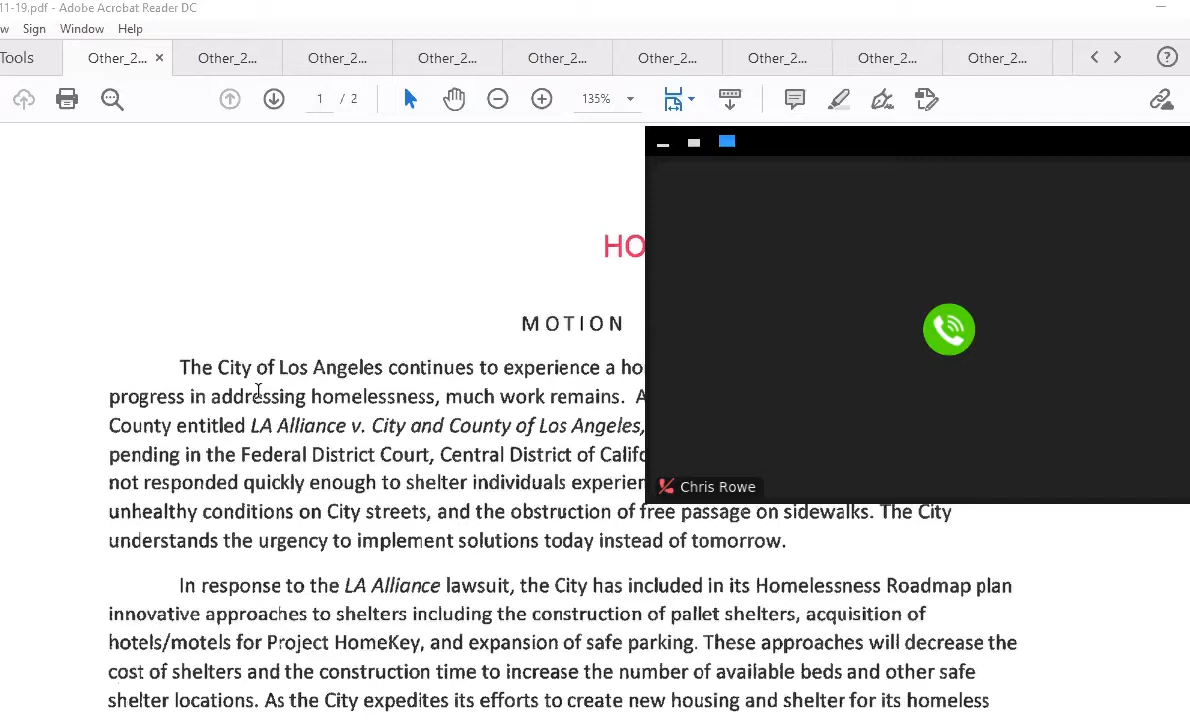 11-19.pdf - Adobe Acrobat Reader DC
w Sign Window Help
Tools Other_2... × Other_2... Other_2... Other_2... Other_2... Other_2... Other_2... Other_2... Other_2... ?
1 / 2 135%
HO
MOTION
The City of Los Angeles continues to experience a ho
progress in addressing homelessness, much work remains. A
County entitled LA Alliance v. City and County of Los Angeles,
pending in the Federal District Court, Central District of Califo
not responded quickly enough to shelter individuals experien
Chris Rowe
unhealthy conditions on City streets, and the obstruction of free passage on sidewalks. The City
understands the urgency to implement solutions today instead of tomorrow.
In response to the LA Alliance lawsuit, the City has included in its Homelessness Roadmap plan
innovative approaches to shelters including the construction of pallet shelters, acquisition of
hotels/motels for Project HomeKey, and expansion of safe parking. These approaches will decrease the
cost of shelters and the construction time to increase the number of available beds and other safe
shelter locations. As the City expedites its efforts to create new housing and shelter for its homeless